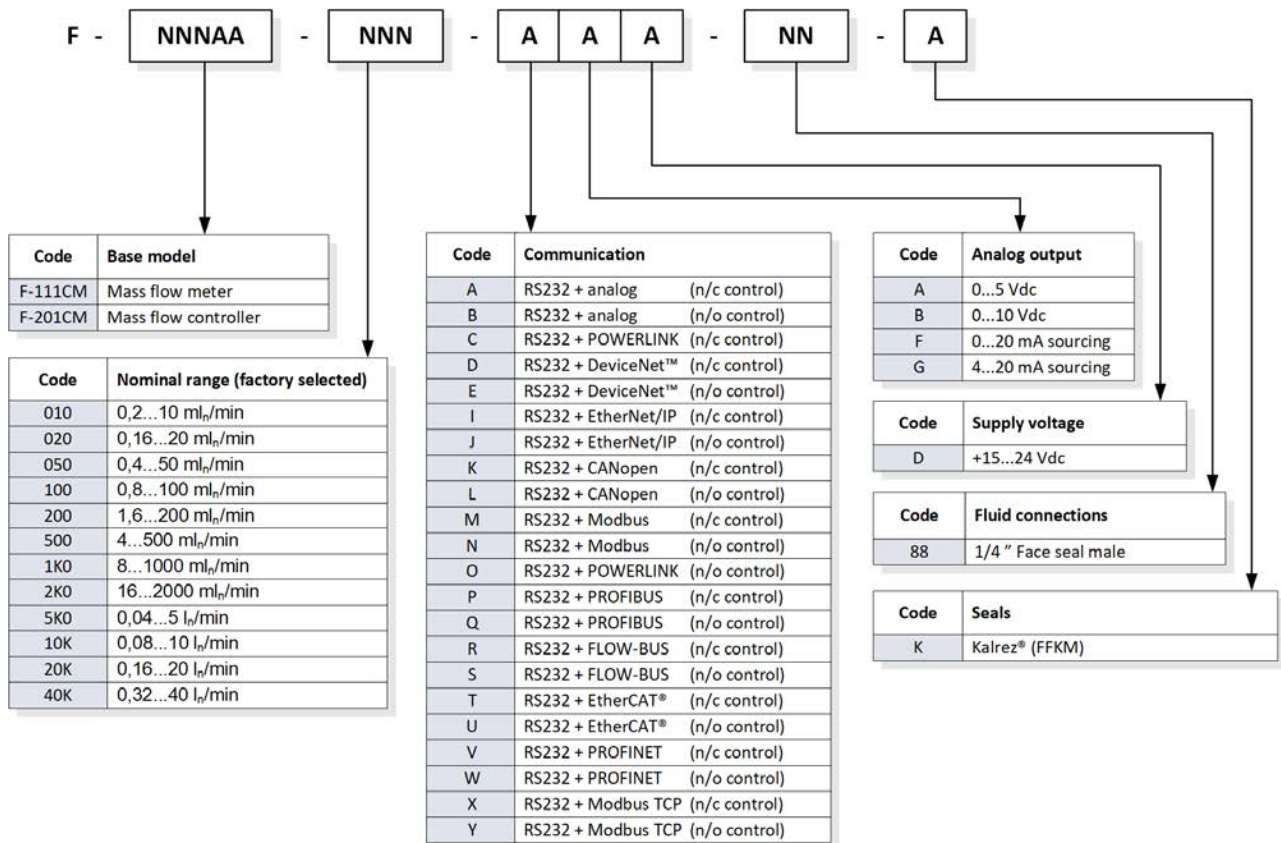 F - NNNAA - NNN - A A A - NN - A
Code Base model
F-111CM Mass flow meter
F-201CM Mass flow controller
Code Nominal range (factory selected)
010 0,2...10 mlₙ/min
020 0,16...20 mlₙ/min
050 0,4...50 mlₙ/min
100 0,8...100 mlₙ/min
200 1,6...200 mlₙ/min
500 4...500 mlₙ/min
1K0 8...1000 mlₙ/min
2K0 16...2000 mlₙ/min
5K0 0,04...5 lₙ/min
10K 0,08...10 lₙ/min
20K 0,16...20 lₙ/min
40K 0,32...40 lₙ/min
Code Communication
A RS232 + analog (n/c control)
B RS232 + analog (n/o control)
C RS232 + POWERLINK (n/c control)
D RS232 + DeviceNet™ (n/c control)
E RS232 + DeviceNet™ (n/o control)
I RS232 + EtherNet/IP (n/c control)
J RS232 + EtherNet/IP (n/o control)
K RS232 + CANopen (n/c control)
L RS232 + CANopen (n/o control)
M RS232 + Modbus (n/c control)
N RS232 + Modbus (n/o control)
O RS232 + POWERLINK (n/o control)
P RS232 + PROFIBUS (n/c control)
Q RS232 + PROFIBUS (n/o control)
R RS232 + FLOW-BUS (n/c control)
S RS232 + FLOW-BUS (n/o control)
T RS232 + EtherCAT® (n/c control)
U RS232 + EtherCAT® (n/o control)
V RS232 + PROFINET (n/c control)
W RS232 + PROFINET (n/o control)
X RS232 + Modbus TCP (n/c control)
Y RS232 + Modbus TCP (n/o control)
Code Analog output
A 0...5 Vdc
B 0...10 Vdc
F 0...20 mA sourcing
G 4...20 mA sourcing
Code Supply voltage
D +15...24 Vdc
Code Fluid connections
88 1/4 " Face seal male
Code Seals
K Kalrez® (FFKM)